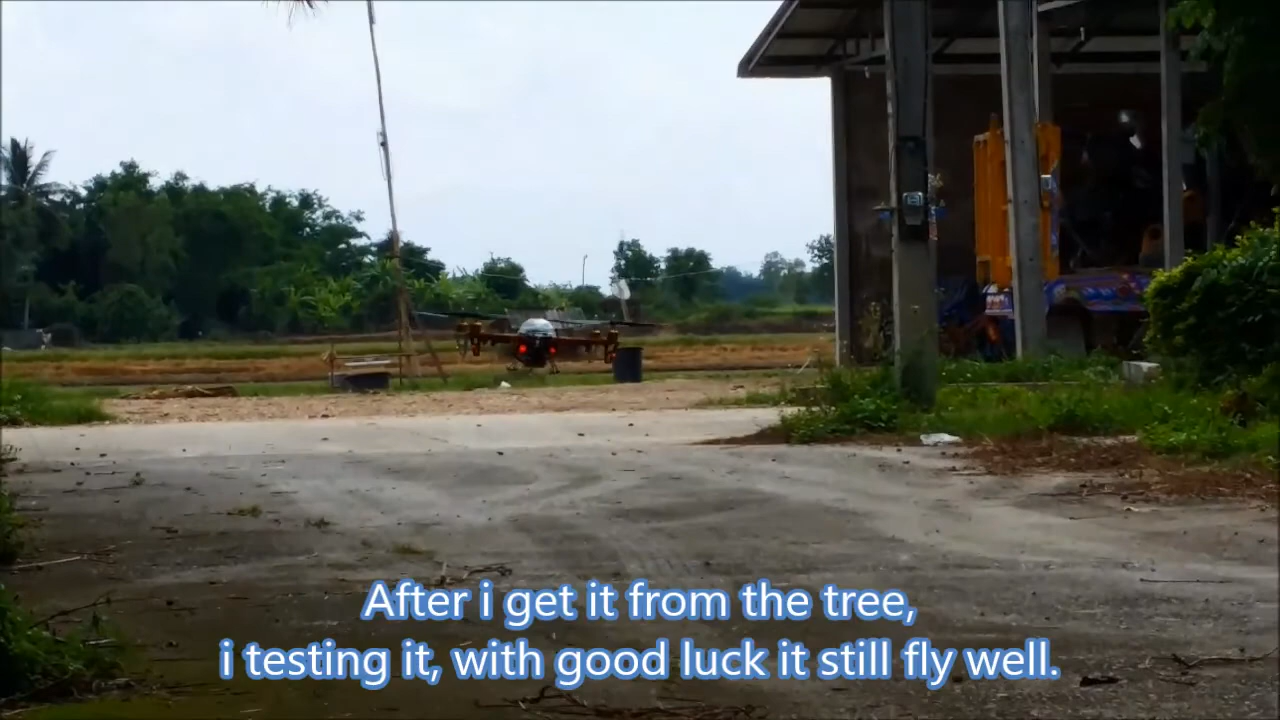 After i get it from the tree,
i testing it, with good luck it still fly well.